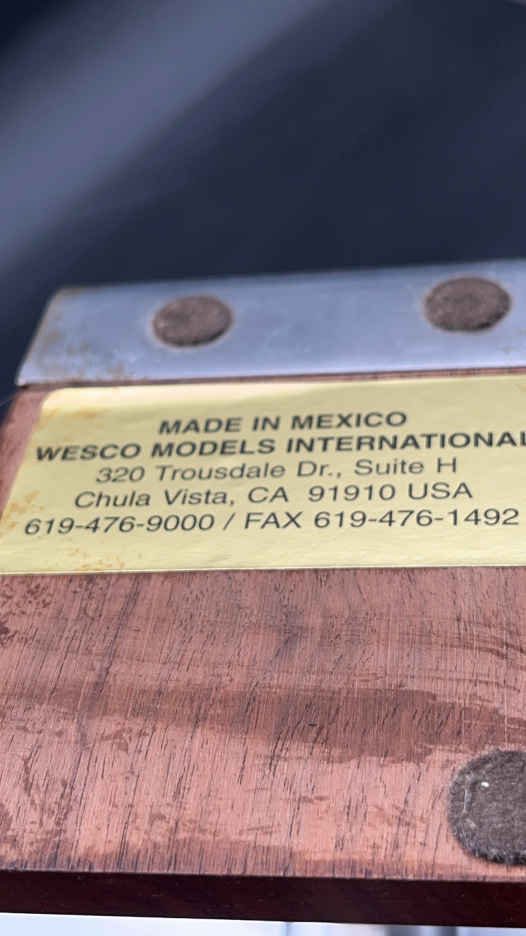 MADE IN MEXICO
WESCO MODELS INTERNATIONAL
320 Trousdale Dr., Suite H
Chula Vista, CA 91910 USA
619-476-9000 / FAX 619-476-1492